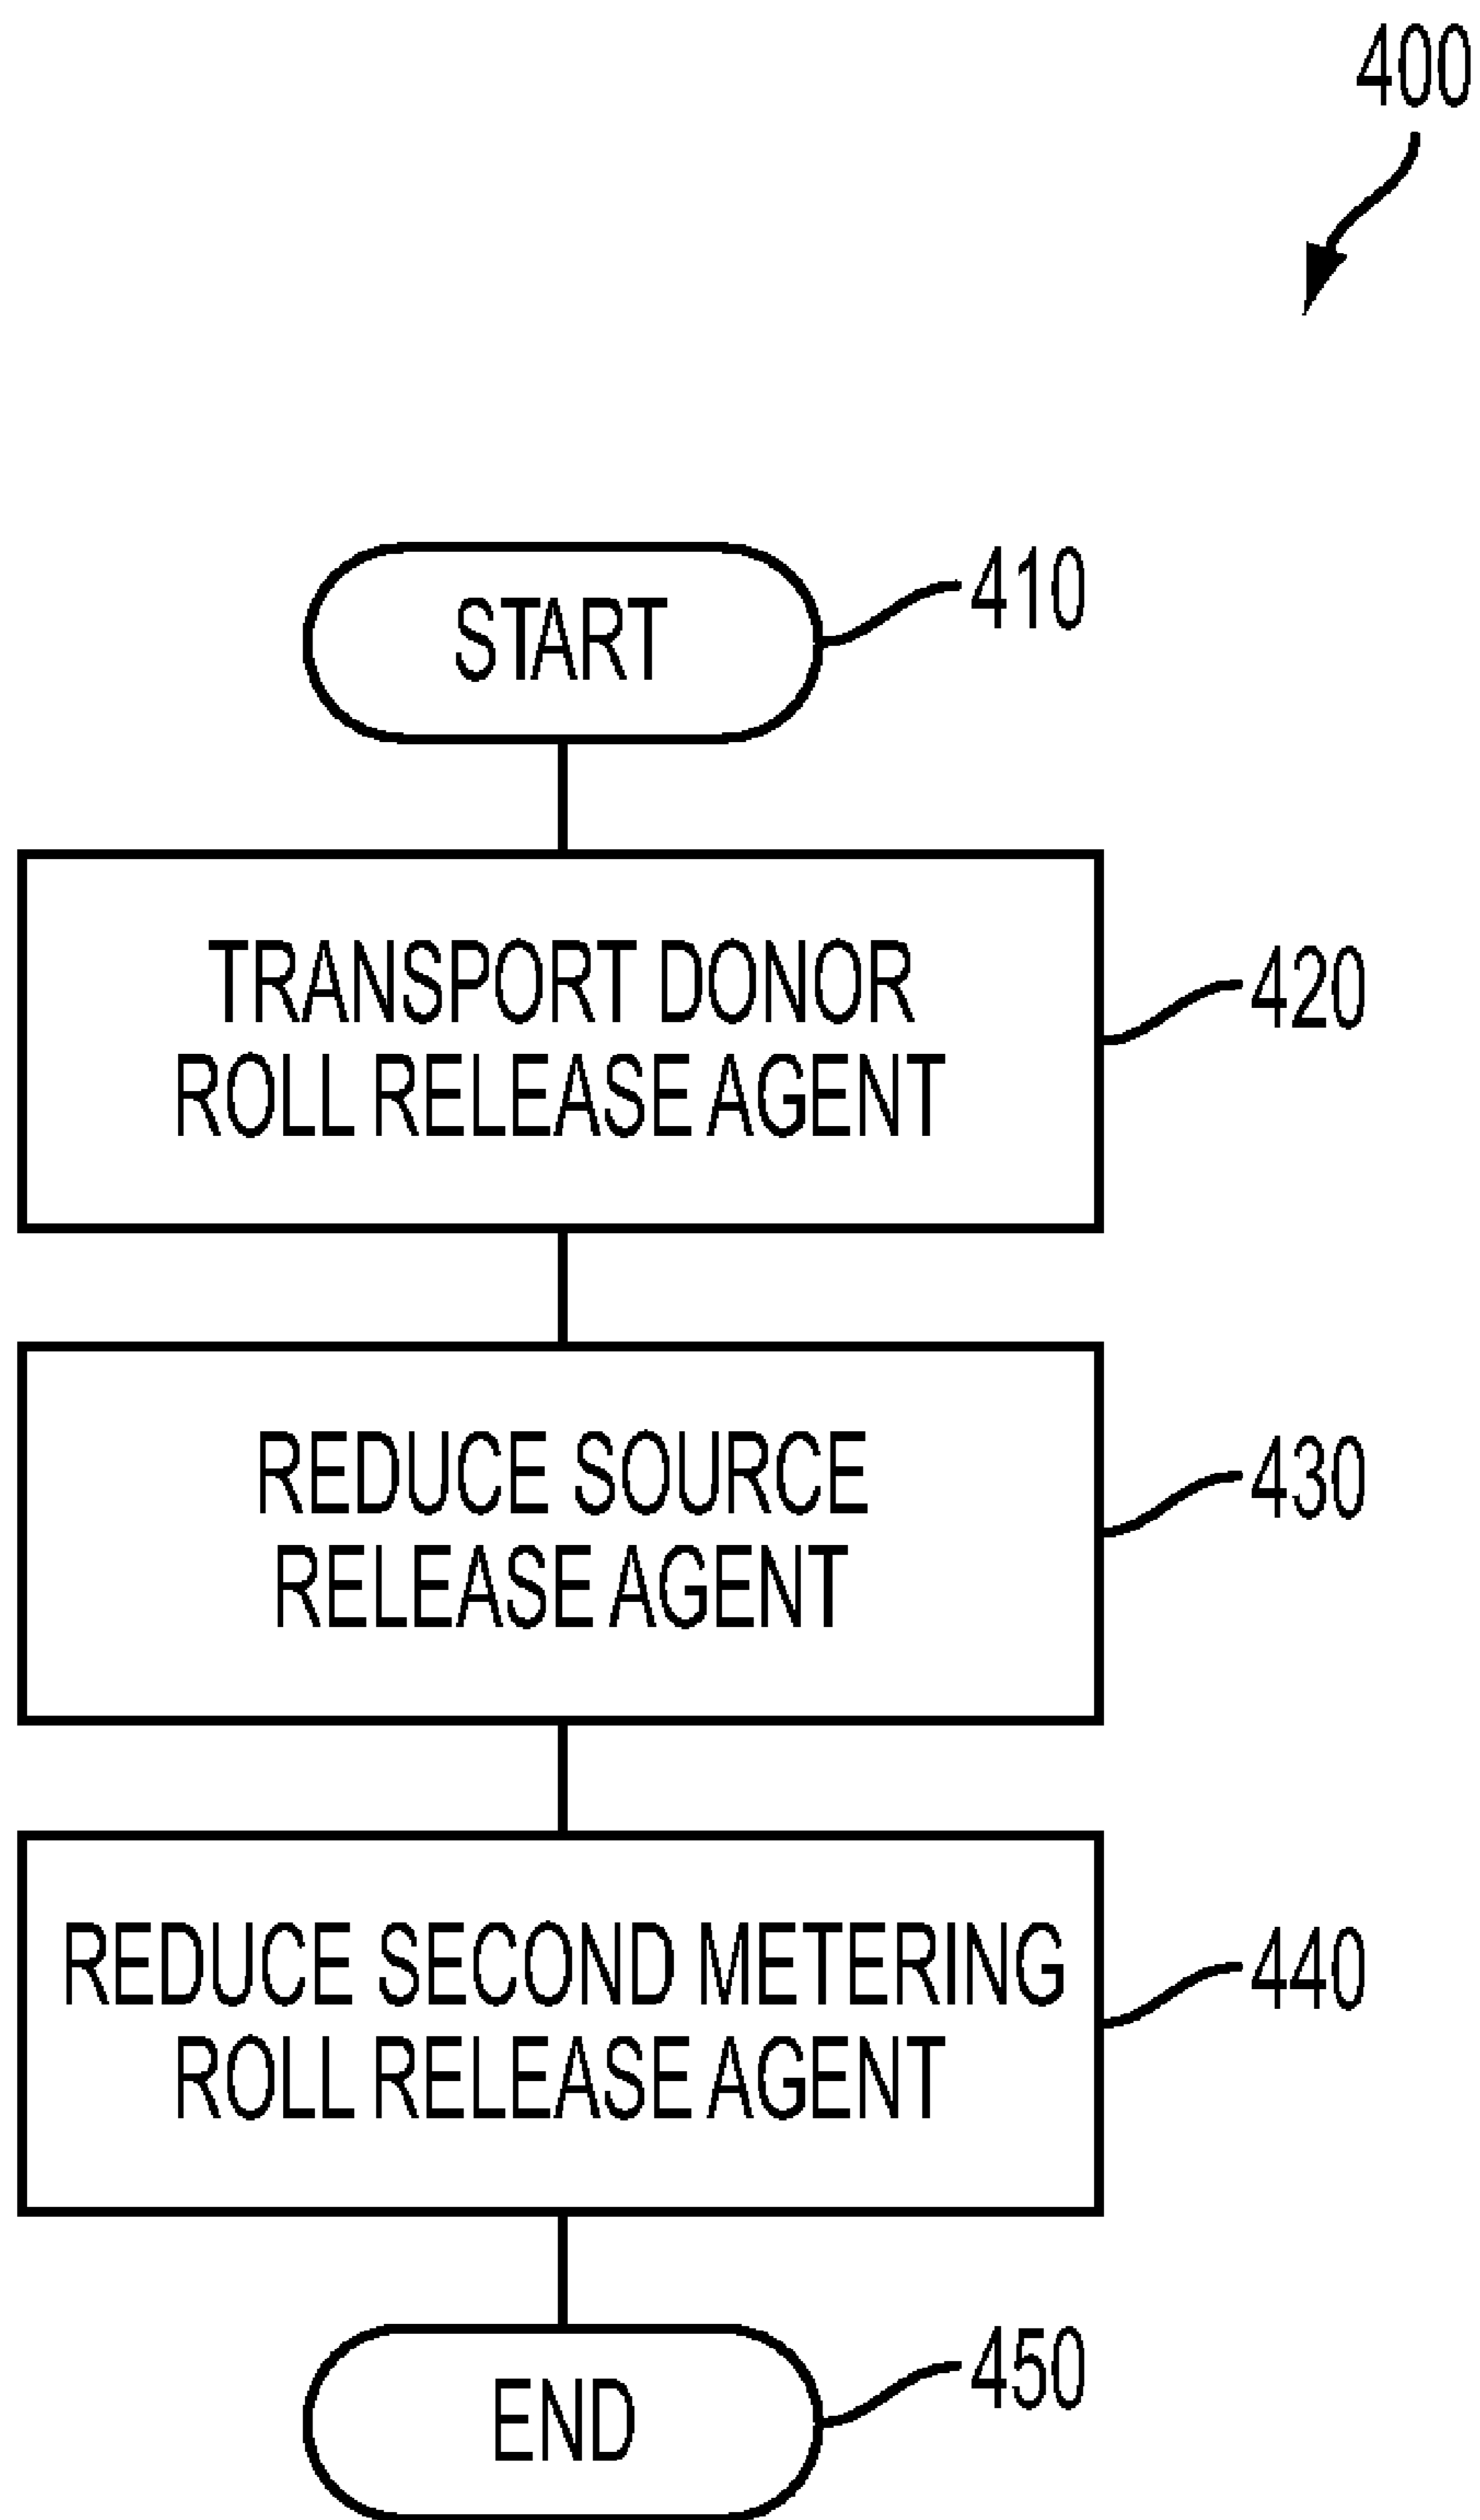 400
START
410
TRANSPORT DONOR
ROLL RELEASE AGENT
420
REDUCE SOURCE
RELEASE AGENT
430
REDUCE SECOND METERING
ROLL RELEASE AGENT
440
END
450